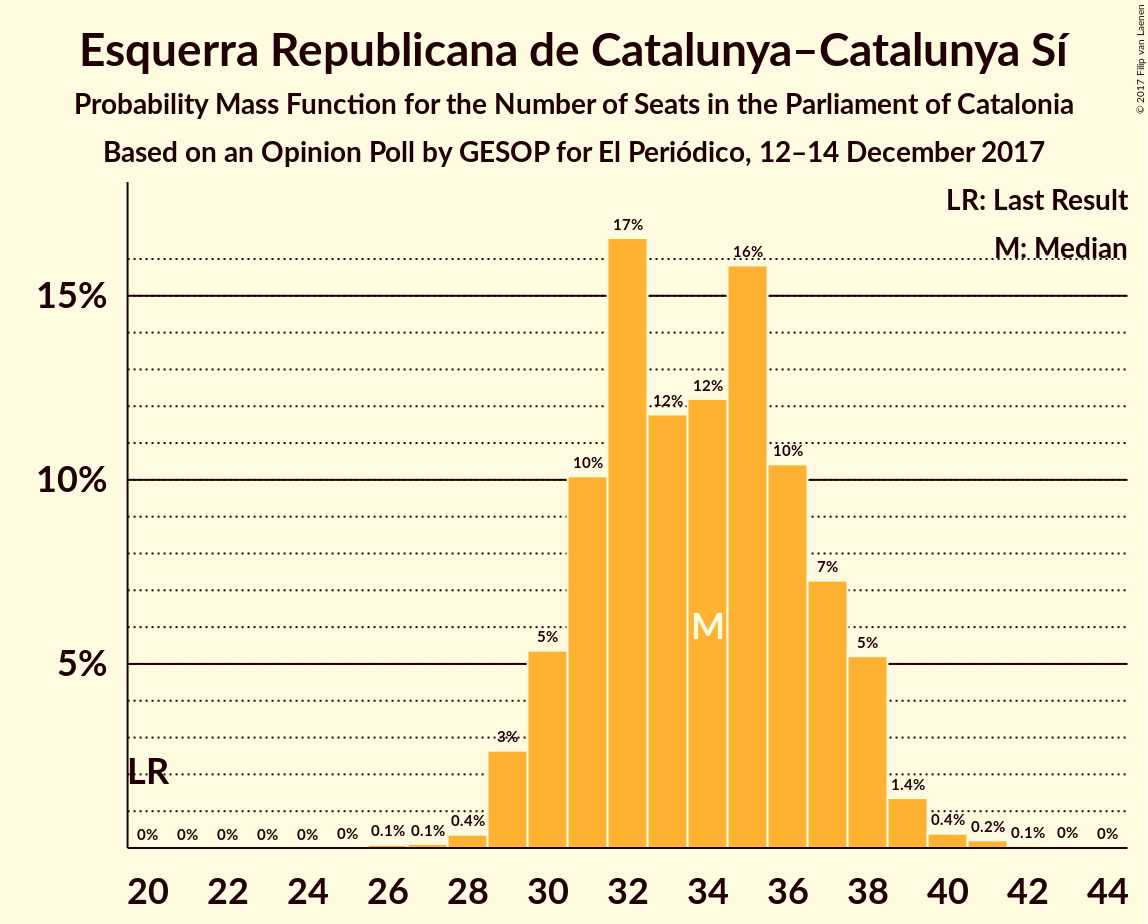 Esquerra Republicana de Catalunya–Catalunya Sí
Probability Mass Function for the Number of Seats in the Parliament of Catalonia
Based on an Opinion Poll by GESOP for El Periódico, 12–14 December 2017
© 2017 Filip van Laenen
LR: Last Result
M: Median
15%
10%
5%
LR
M
0% 0% 0% 0% 0% 0% 0.1% 0.1% 0.4% 3% 5% 10% 17% 12% 12% 16% 10% 7% 5% 1.4% 0.4% 0.2% 0.1% 0% 0%
20 22 24 26 28 30 32 34 36 38 40 42 44